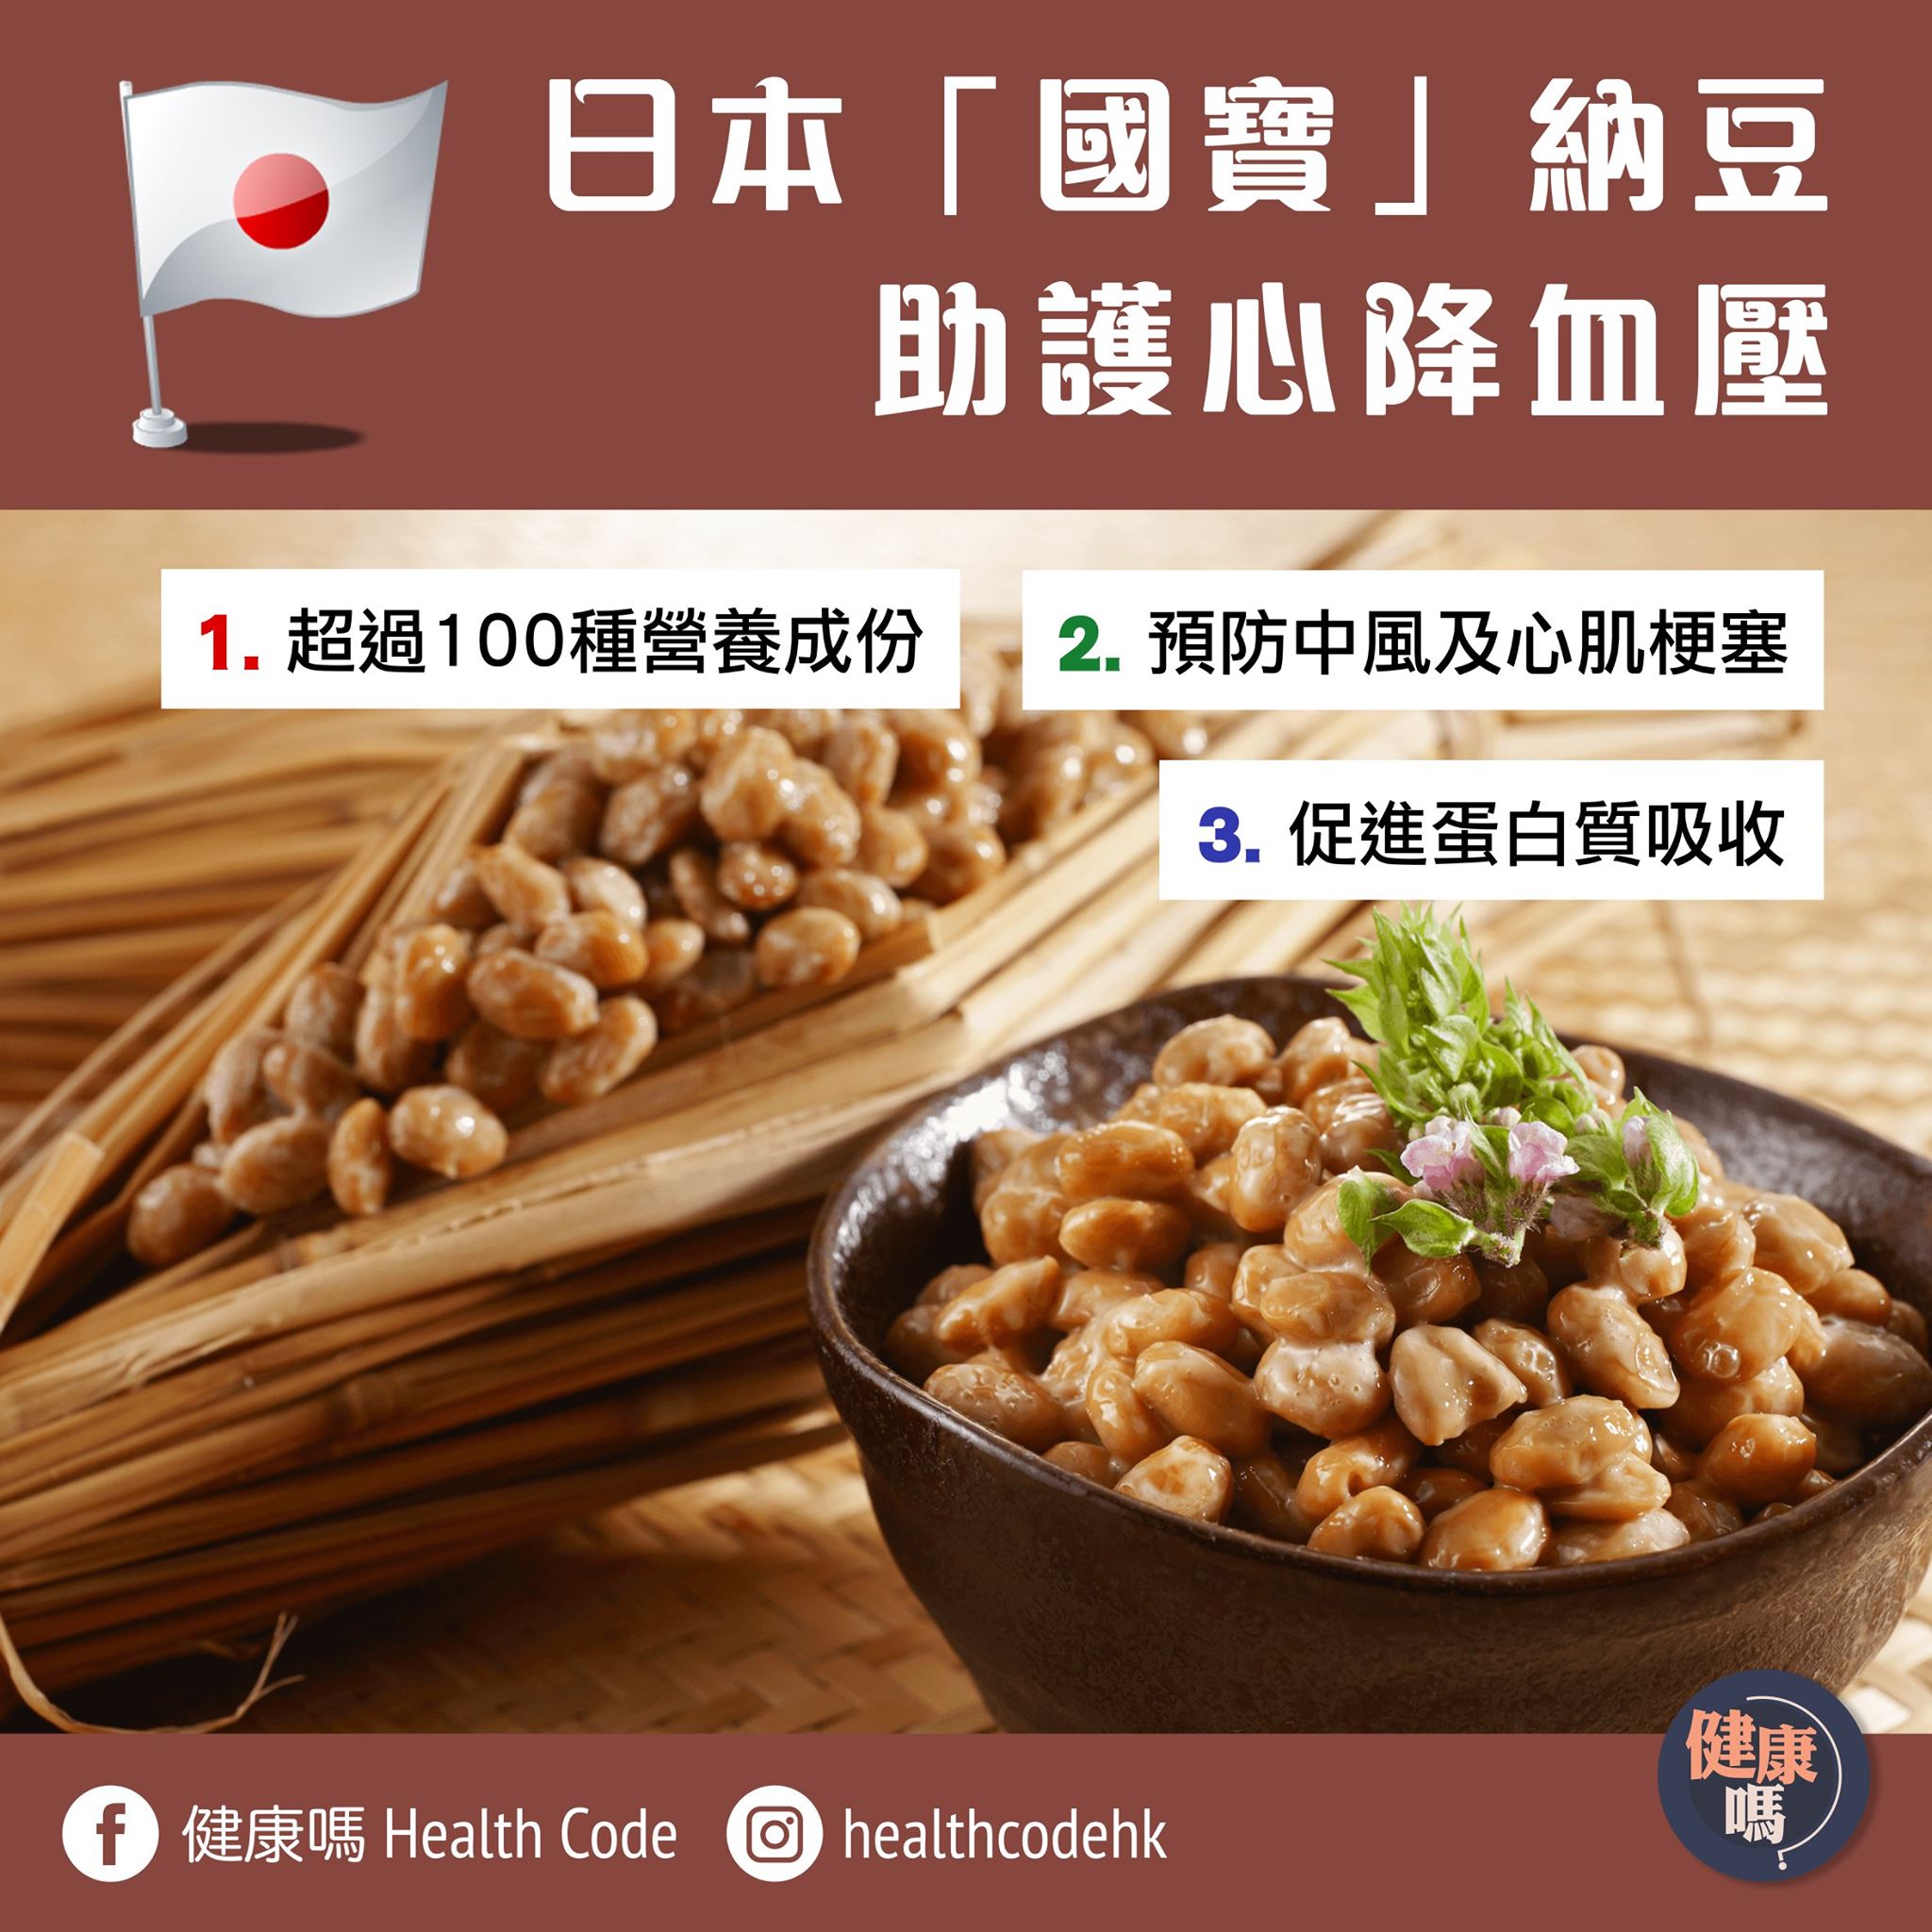 日本「國寶」納豆
助護心降血壓
1. 超過100種營養成份
2. 預防中風及心肌梗塞
3. 促進蛋白質吸收
健康嗎 Health Code
healthcodehk
健康
嗎?